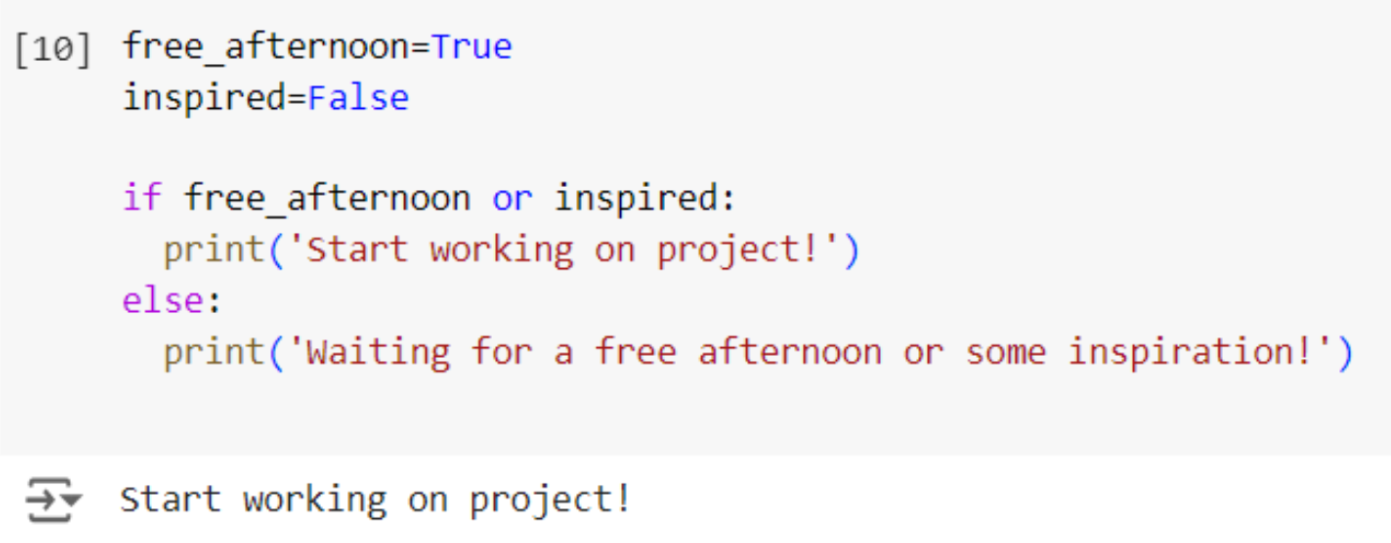 [10] free_afternoon=True
inspired=False
if free_afternoon or inspired:
print('Start working on project!')
else:
print('Waiting for a free afternoon or some inspiration!')
Start working on project!